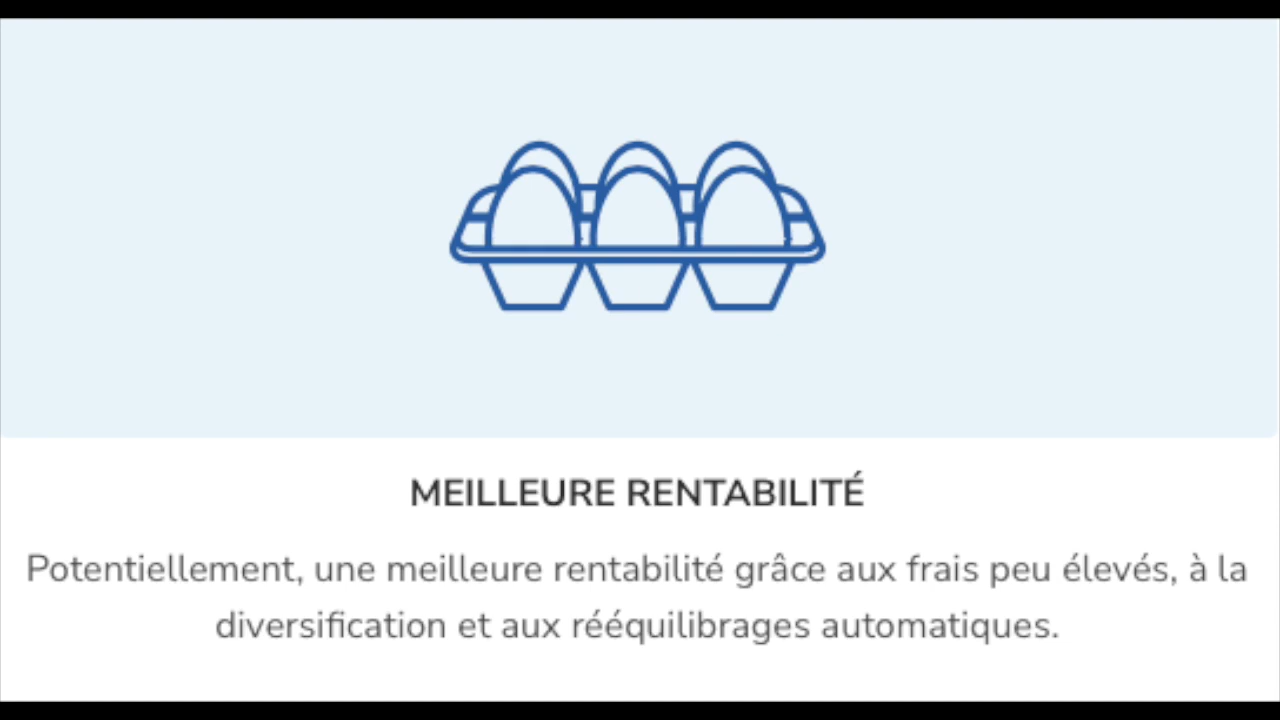 MEILLEURE RENTABILITÉ
Potentiellement, une meilleure rentabilité grâce aux frais peu élevés, à la
diversification et aux rééquilibrages automatiques.